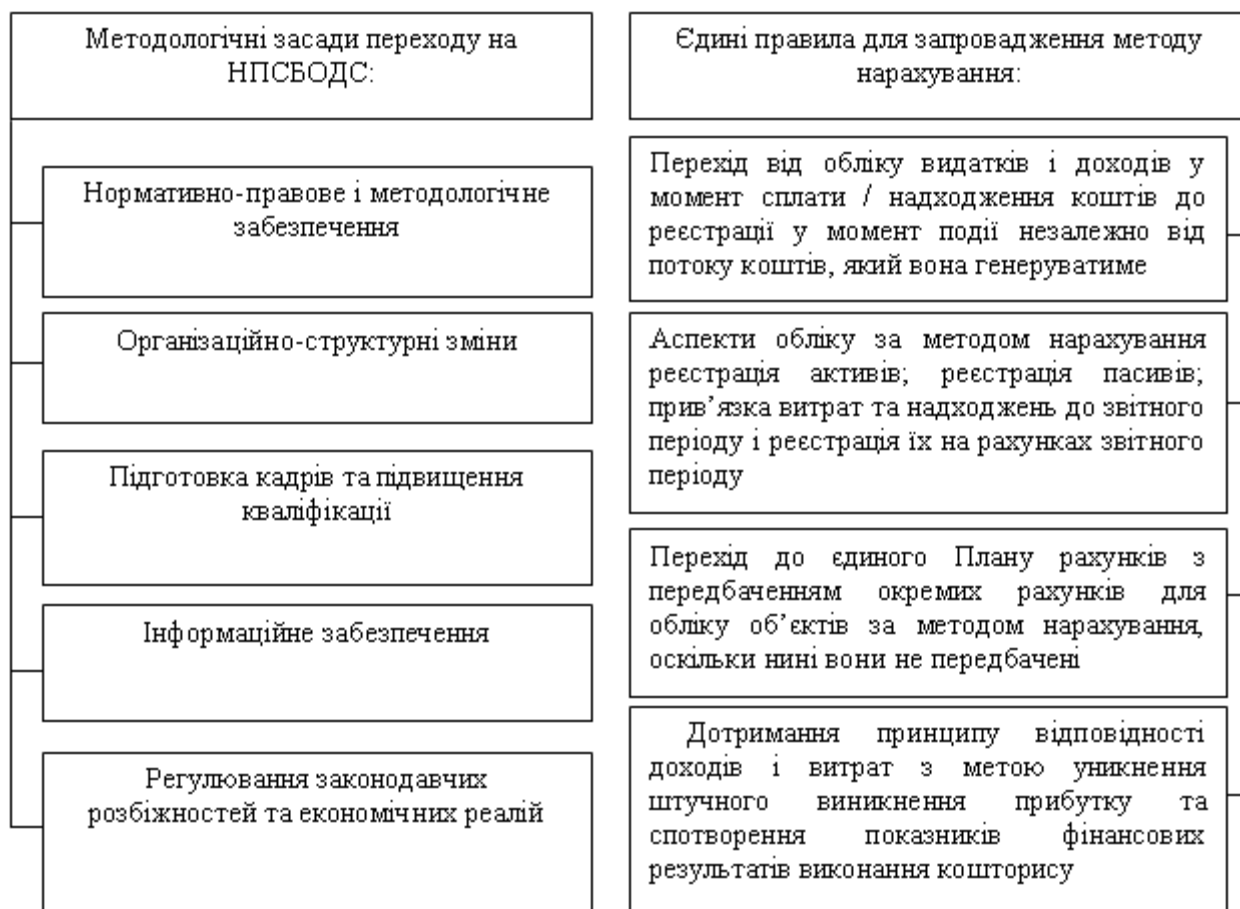 Методологічні засади переходу на
НПСБОДС:
Нормативно-правове і методологічне
забезпечення
Організаційно-структурні зміни
Підготовка кадрів та підвищення
кваліфікації
Інформаційне забезпечення
Регулювання законодавчих
розбіжностей та економічних реалій
Єдині правила для запровадження методу
нарахування:
Перехід від обліку видатків і доходів у
момент сплати / надходження коштів до
реєстрації у момент події незалежно від
потоку коштів, який вона генеруватиме
Аспекти обліку за методом нарахування
реєстрація активів; реєстрація пасивів;
прив’язка витрат та надходжень до звітного
періоду і реєстрація їх на рахунках звітного
періоду
Перехід до єдиного Плану рахунків з
передбаченням окремих рахунків для
обліку об’єктів за методом нарахування,
оскільки нині вони не передбачені
Дотримання принципу відповідності
доходів і витрат з метою уникнення
штучного виникнення прибутку та
спотворення показників фінансових
результатів виконання кошторису